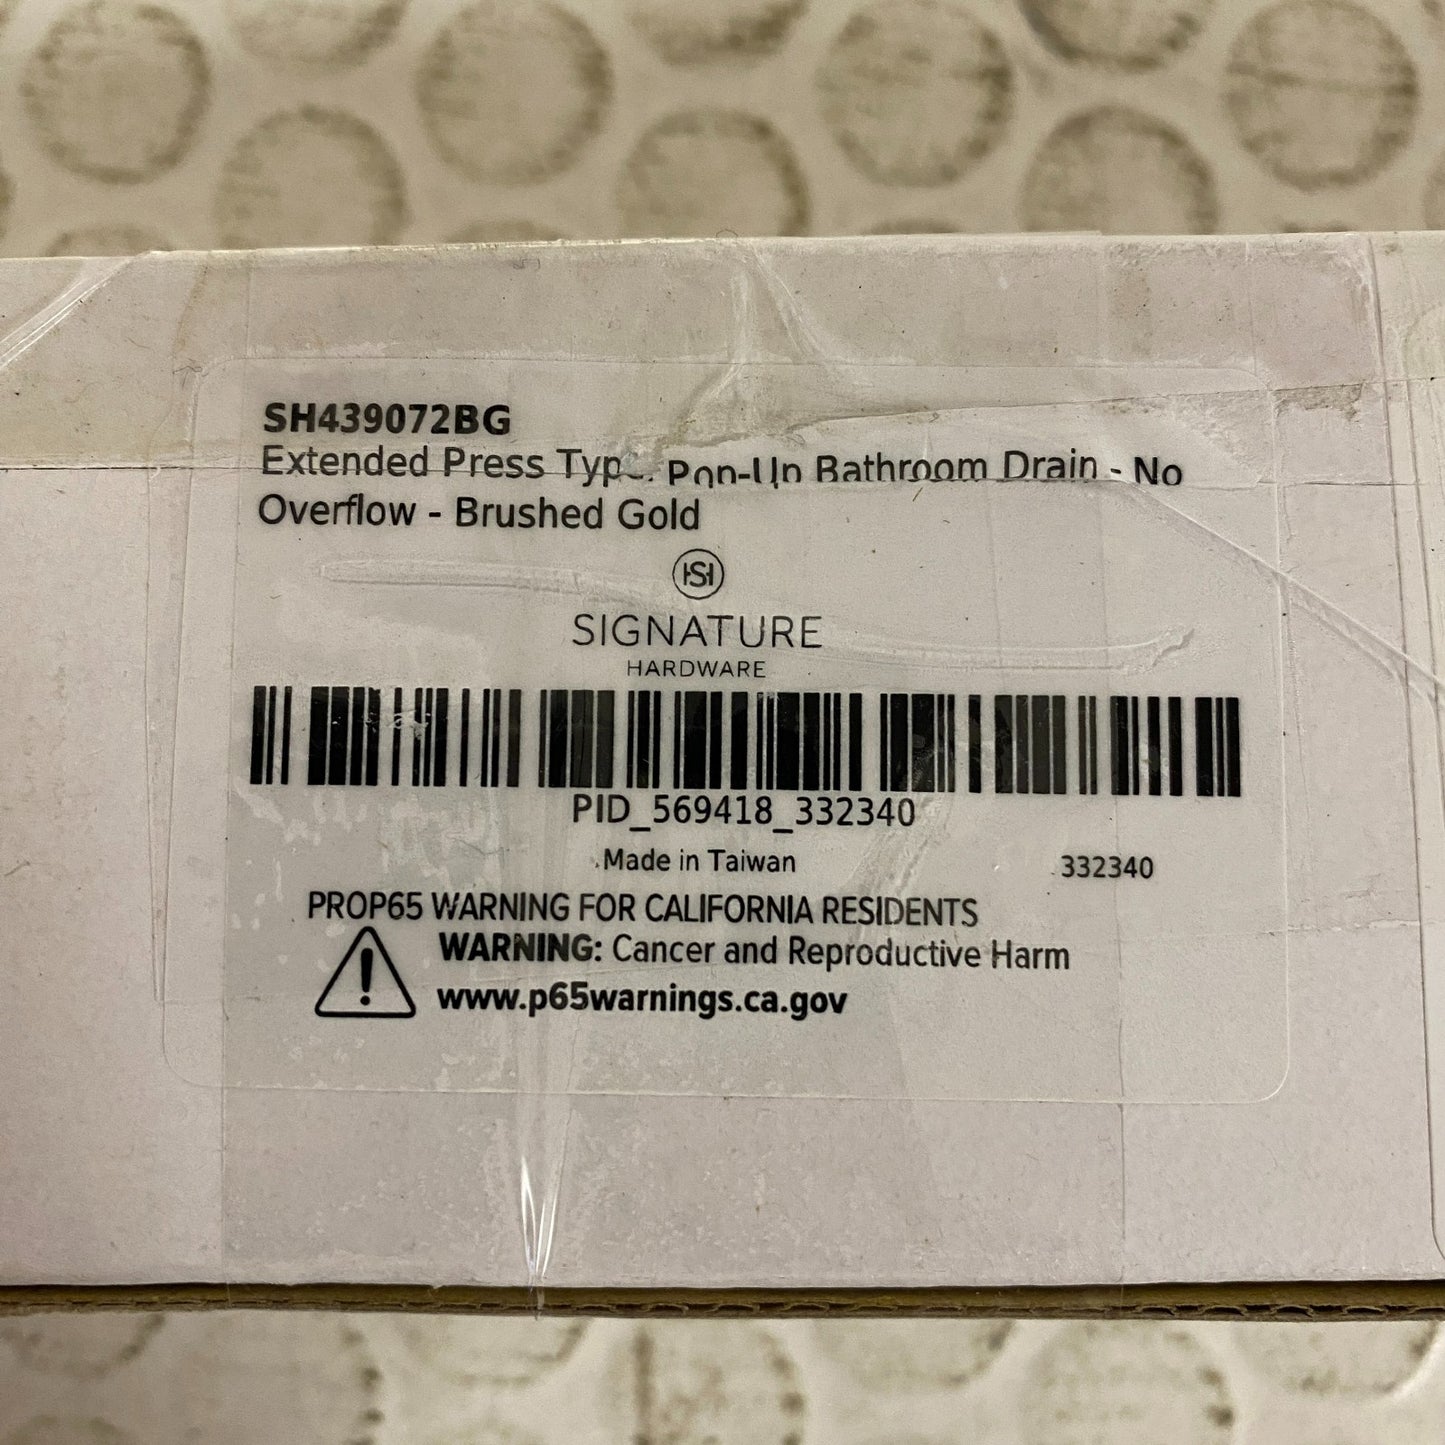 SH439072BG
Extended Press Type Pop-Up Bathroom Drain - No
Overflow - Brushed Gold
SH
SIGNATURE
HARDWARE
PID_569418_332340
Made in Taiwan 332340
PROP65 WARNING FOR CALIFORNIA RESIDENTS
WARNING: Cancer and Reproductive Harm
www.p65warnings.ca.gov